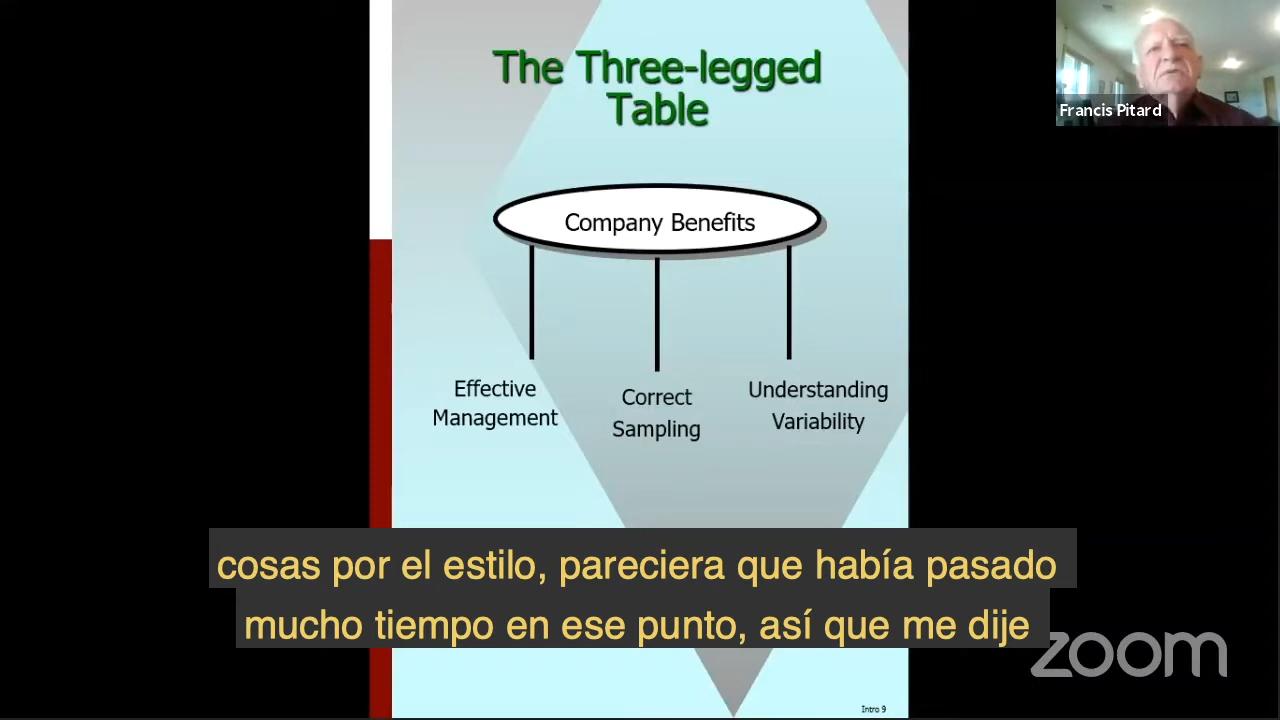 The Three-legged
Table
Francis Pitard
Company Benefits
Effective
Management
Correct
Sampling
Understanding
Variability
cosas por el estilo, pareciera que había pasado
mucho tiempo en ese punto, así que me dije
zoom
Intro 9